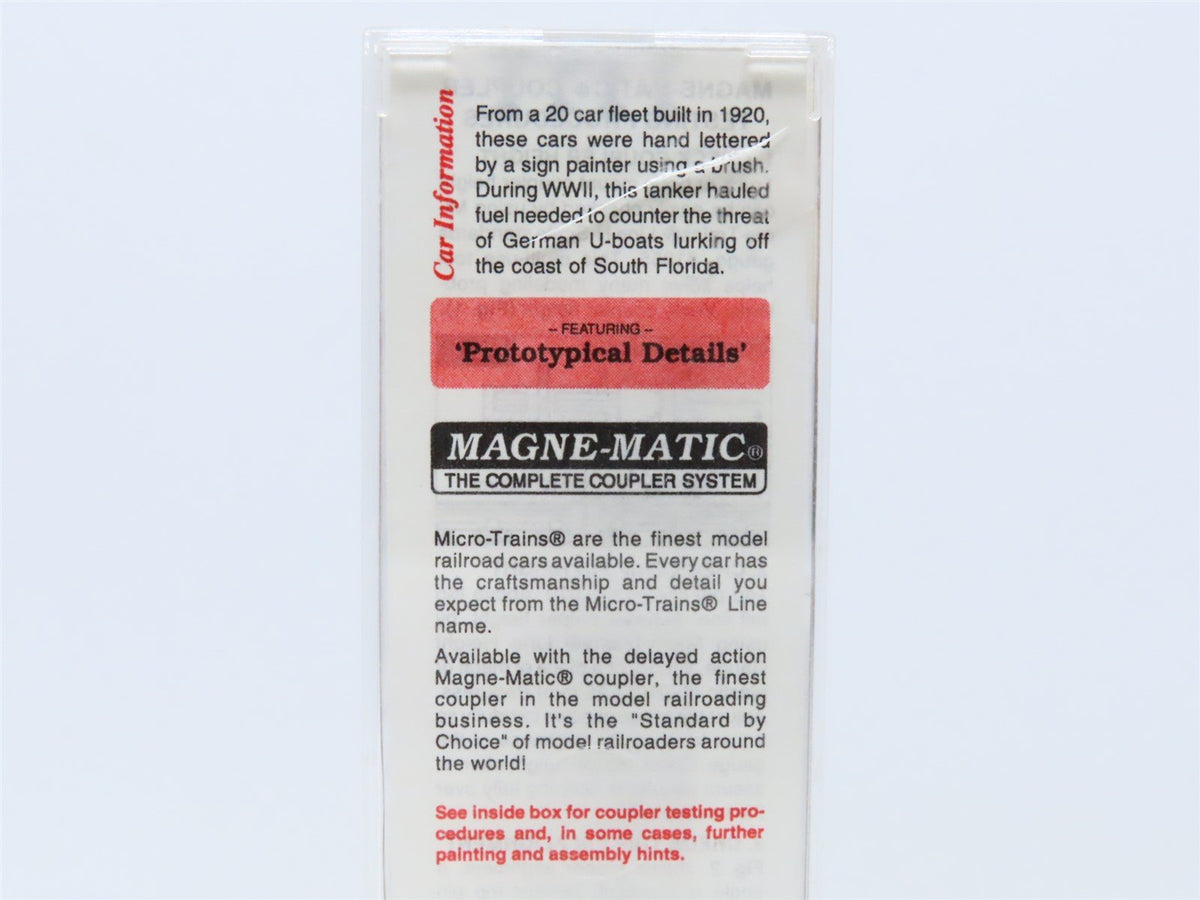 Car Information
From a 20 car fleet built in 1920,
these cars were hand lettered
by a sign painter using a brush.
During WWII, this tanker hauled
fuel needed to counter the threat
of German U-boats lurking off
the coast of South Florida.
– FEATURING –
'Prototypical Details'
MAGNE-MATIC®
THE COMPLETE COUPLER SYSTEM
Micro-Trains® are the finest model
railroad cars available. Every car has
the craftsmanship and detail you
expect from the Micro-Trains® Line
name.
Available with the delayed action
Magne-Matic® coupler, the finest
coupler in the model railroading
business. It's the "Standard by
Choice" of model railroaders around
the world!
See inside box for coupler testing pro-
cedures and, in some cases, further
painting and assembly hints.